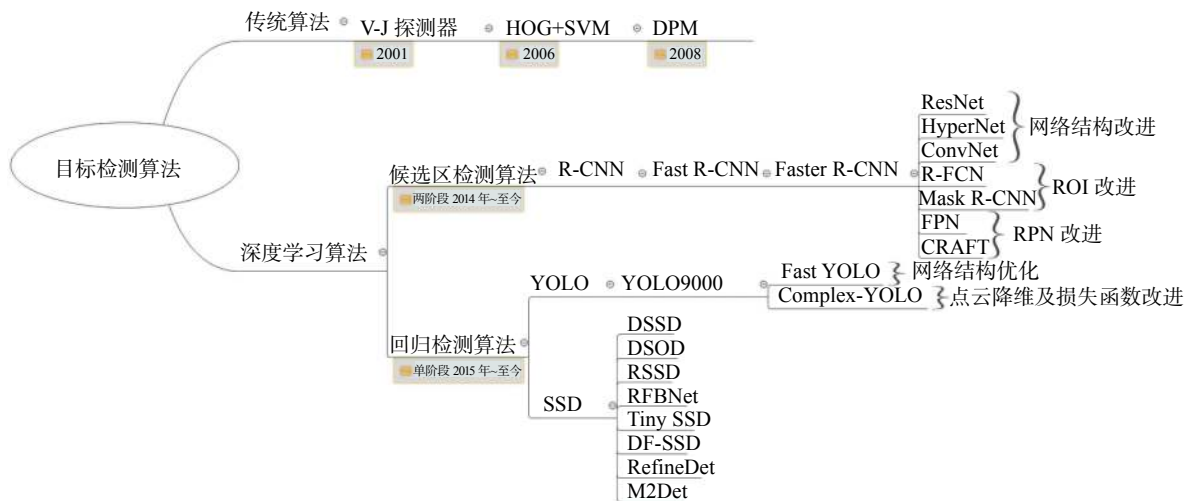 目标检测算法
传统算法
V-J 探测器
2001
HOG+SVM
2006
DPM
2008
深度学习算法
候选区检测算法
两阶段 2014 年~至今
R-CNN
Fast R-CNN
Faster R-CNN
ResNet
HyperNet
ConvNet
网络结构改进
R-FCN
Mask R-CNN
ROI 改进
FPN
CRAFT
RPN 改进
回归检测算法
单阶段 2015 年~至今
YOLO
YOLO9000
Fast YOLO
网络结构优化
Complex-YOLO
点云降维及损失函数改进
SSD
DSSD
DSOD
RSSD
RFBNet
Tiny SSD
DF-SSD
RefineDet
M2Det